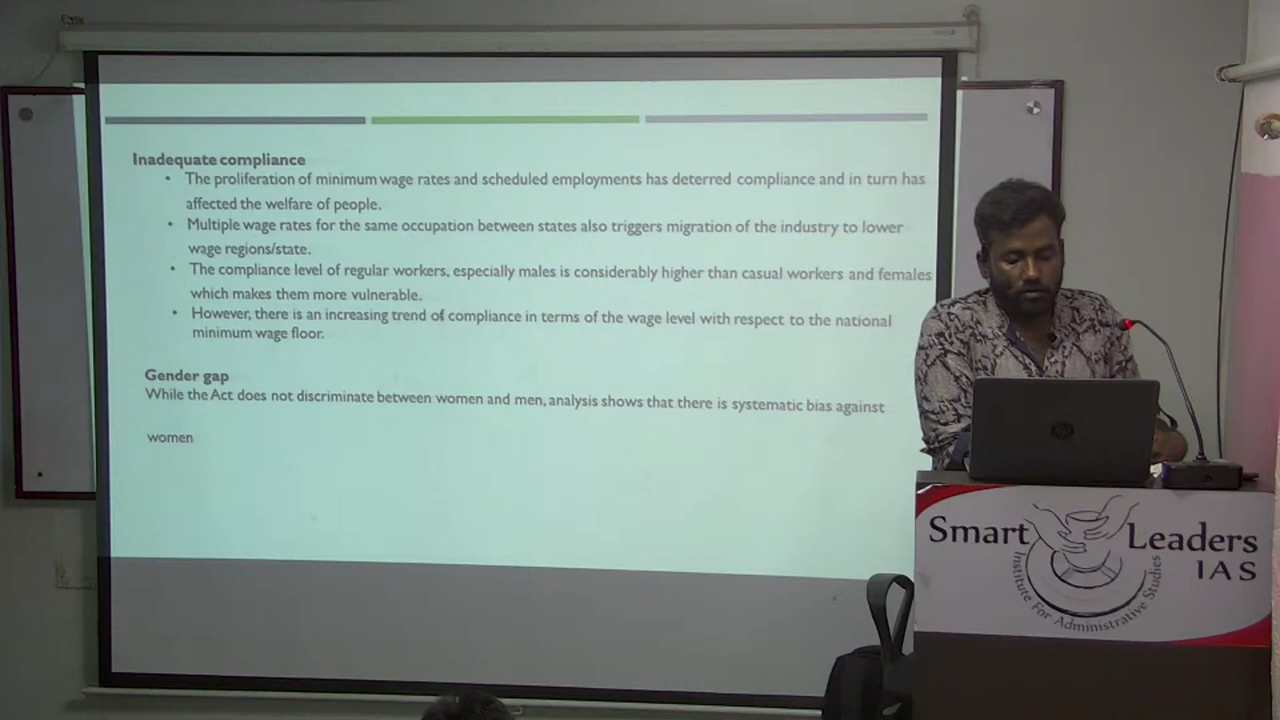 Inadequate compliance
• The proliferation of minimum wage rates and scheduled employments has deterred compliance and in turn has
affected the welfare of people.
• Multiple wage rates for the same occupation between states also triggers migration of the industry to lower
wage regions/state.
• The compliance level of regular workers, especially males is considerably higher than casual workers and females
which makes them more vulnerable.
• However, there is an increasing trend of compliance in terms of the wage level with respect to the national
minimum wage floor.
Gender gap
While the Act does not discriminate between women and men, analysis shows that there is systematic bias against
women
Smart Leaders
IAS
Institute For Administrative Studies
hp